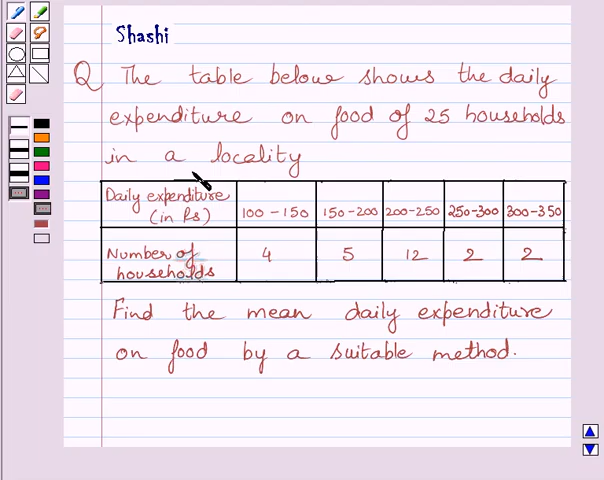 Shashi
Q The table below shows the daily
expenditure on food of 25 households
in a locality
Daily expenditure (in Rs) 100-150 150-200 200-250 250-300 300-350
Number of households 4 5 12 2 2
Find the mean daily expenditure
on food by a suitable method.